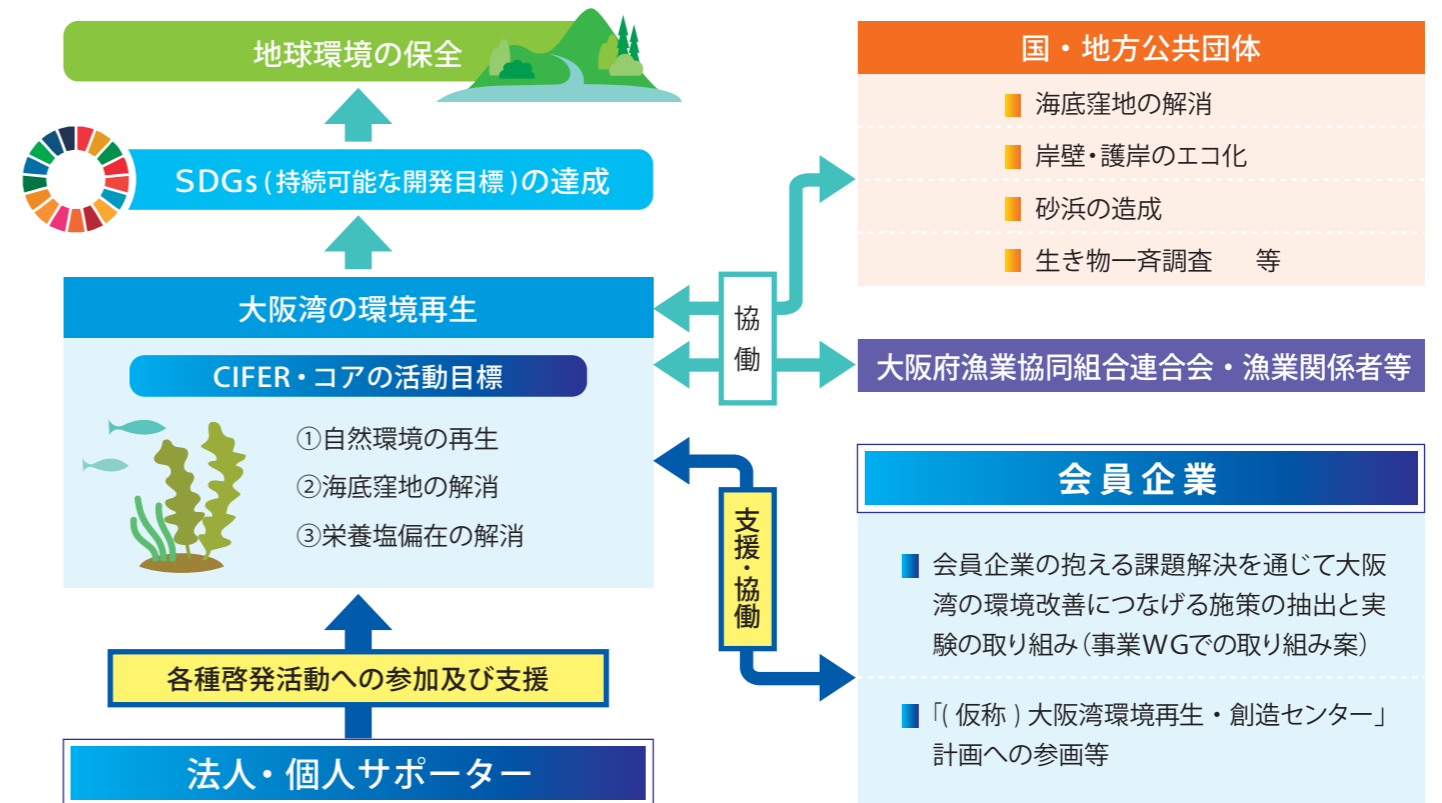 地球環境の保全
SDGs (持続可能な開発目標)の達成
大阪湾の環境再生
CIFER・コアの活動目標
①自然環境の再生
②海底窪地の解消
③栄養塩偏在の解消
各種啓発活動への参加及び支援
法人・個人サポーター
協働
支援・協働
国・地方公共団体
海底窪地の解消
岸壁・護岸のエコ化
砂浜の造成
生き物一斉調査　等
大阪府漁業協同組合連合会・漁業関係者等
会員企業
会員企業の抱える課題解決を通じて大阪
湾の環境改善につなげる施策の抽出と実
験の取り組み（事業WGでの取り組み案）
「(仮称) 大阪湾環境再生・創造センター」
計画への参画等